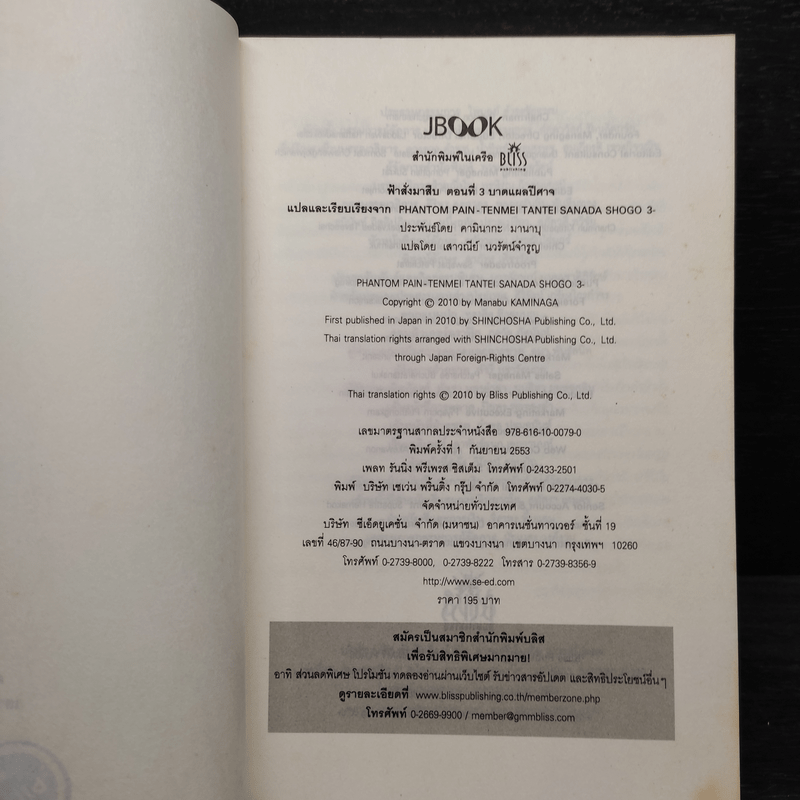 JBOOK
สำนักพิมพ์ในเครือ BLISS publishing
ฟ้าสั่งมาสืบ ตอนที่ 3 บาดแผลปีศาจ
แปลและเรียบเรียงจาก PHANTOM PAIN-TENMEI TANTEI SANADA SHOGO 3-
ประพันธ์โดย คามินากะ มานาบุ
แปลโดย เสาวณีย์ นวรัตน์จำรูญ
PHANTOM PAIN-TENMEI TANTEI SANADA SHOGO 3-
Copyright © 2010 by Manabu KAMINAGA
First published in Japan in 2010 by SHINCHOSHA Publishing Co., Ltd.
Thai translation rights arranged with SHINCHOSHA Publishing Co., Ltd.
through Japan Foreign-Rights Centre
Thai translation rights © 2010 by Bliss Publishing Co., Ltd.
เลขมาตรฐานสากลประจำหนังสือ 978-616-10-0079-0
พิมพ์ครั้งที่ 1 กันยายน 2553
เพลท รันนิ่ง พรีเพรส ซิสเต็ม โทรศัพท์ 0-2433-2501
พิมพ์ บริษัท เซเว่น พริ้นติ้ง กรุ๊ป จำกัด โทรศัพท์ 0-2274-4030-5
จัดจำหน่ายทั่วประเทศ
บริษัท ซีเอ็ดยูเคชั่น จำกัด (มหาชน) อาคารเนชั่นทาวเวอร์ ชั้นที่ 19
เลขที่ 46/87-90 ถนนบางนา-ตราด แขวงบางนา เขตบางนา กรุงเทพฯ 10260
โทรศัพท์ 0-2739-8000, 0-2739-8222 โทรสาร 0-2739-8356-9
http://www.se-ed.com
ราคา 195 บาท
สมัครเป็นสมาชิกสำนักพิมพ์บลิส
เพื่อรับสิทธิพิเศษมากมาย!
อาทิ ส่วนลดพิเศษ โปรโมชัน ทดลองอ่านผ่านเว็บไซต์ รับข่าวสารอัปเดต และสิทธิประโยชน์อื่นๆ
ดูรายละเอียดที่ www.blisspublishing.co.th/memberzone.php
โทรศัพท์ 0-2669-9900 / member@gmmbliss.com